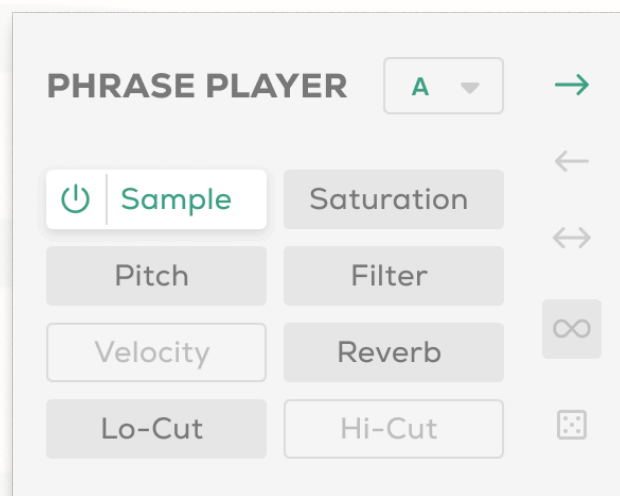 PHRASE PLAYER A
Sample Saturation
Pitch Filter
Velocity Reverb
Lo-Cut Hi-Cut